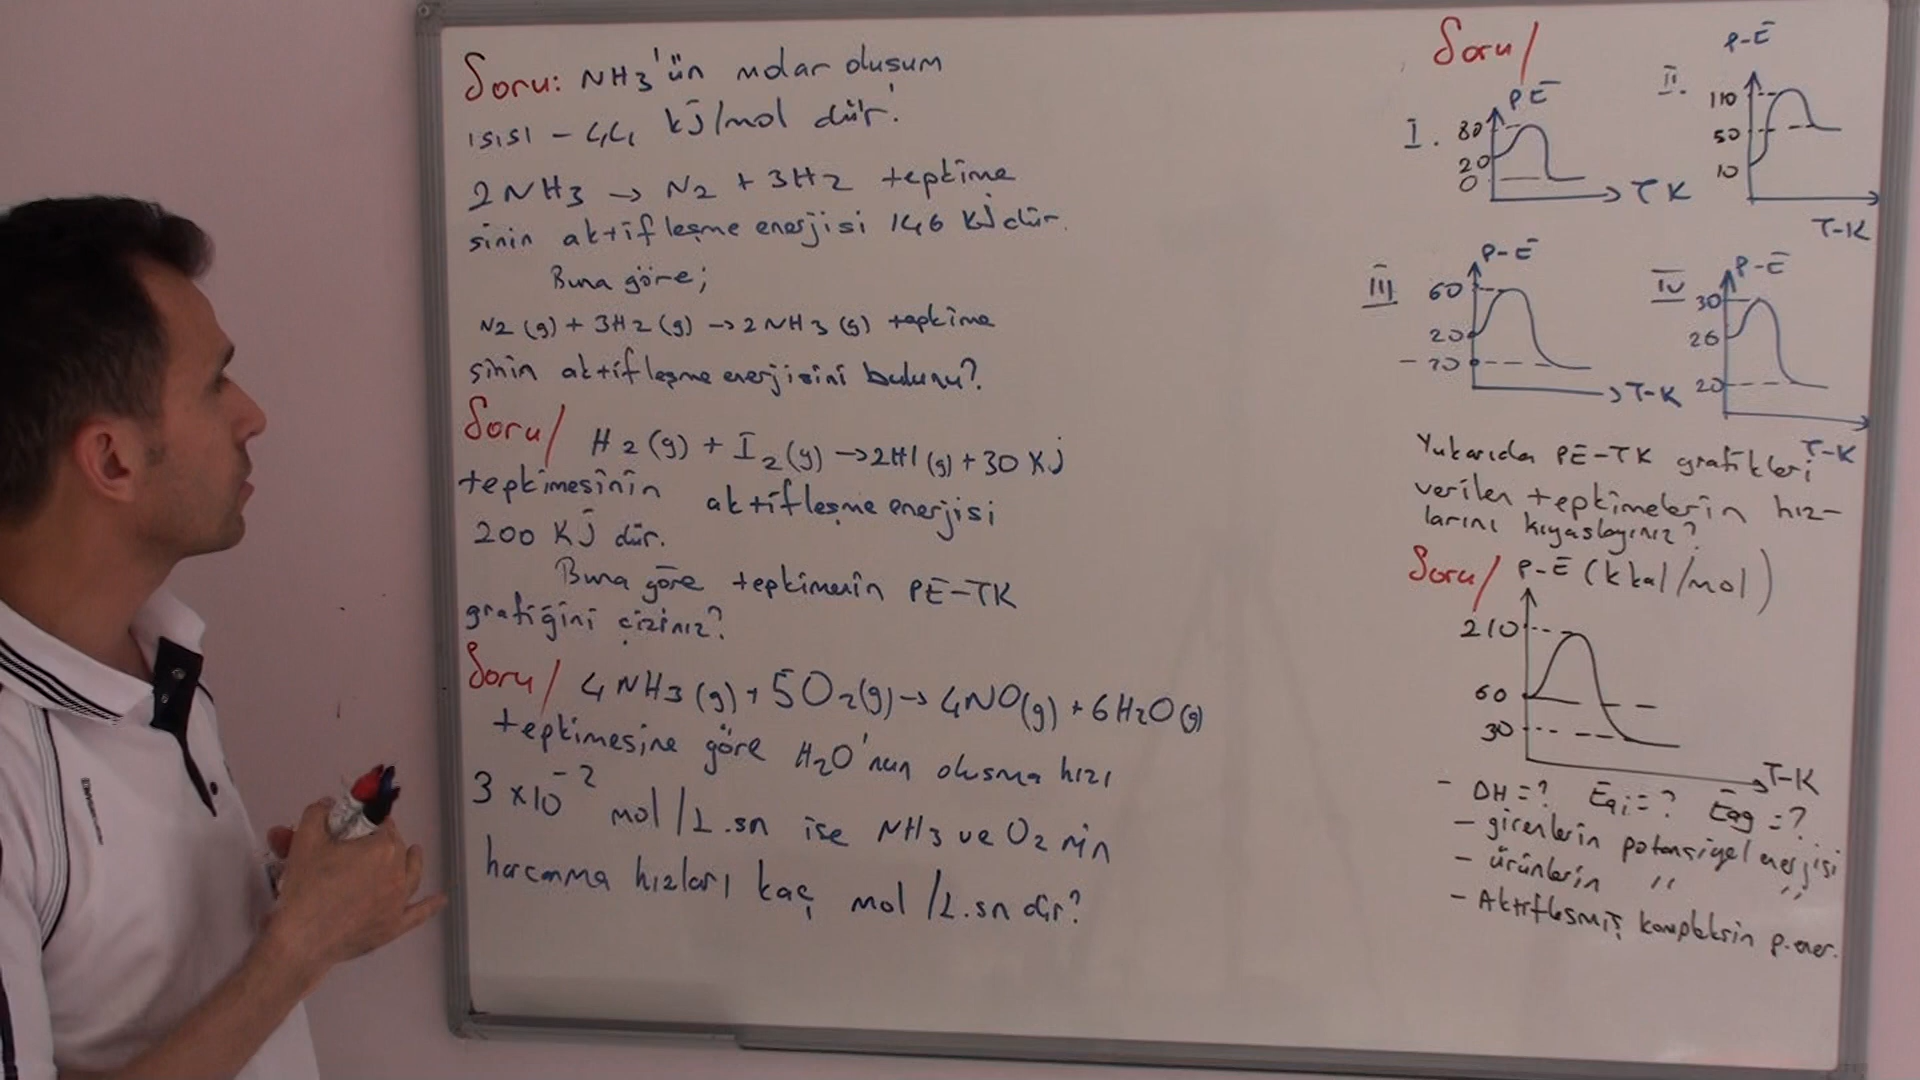 Soru: NH3'ün molar oluşum
ısısı - 44 kJ/mol dür.
2NH3 → N2 + 3H2 tepkime
sinin aktifleşme enerjisi 146 kJ dür.
Buna göre;
N2 (g) + 3H2 (g) → 2NH3 (g) tepkime
sinin aktifleşme enerjisini bulunu?
Soru/ H2 (g) + I2 (g) → 2HI (g) + 30 KJ
tepkimesinin aktifleşme enerjisi
200 KJ dür.
Buna göre tepkimenin PE-TK
grafiğini çiziniz?
Soru/ 4NH3 (g) + 5O2 (g) → 4NO (g) + 6H2O (g)
tepkimesine göre H2O'nun oluşma hızı
3 x 10-2 mol/L.sn ise NH3 ve O2 nin
harcanma hızları kaç mol/L.sn dir?
Soru/
I. PE
80
20
0
TK
II. P-E
110
50
10
T-K
III P-E
60
20
-70
T-K
IV P-E
30
26
20
T-K
Yukarıda PE-TK grafikleri
verilen tepkimelerin hız-
larını kıyaslayınız?
Soru/ P-E (kkal/mol)
210
60
30
T-K
- DH = ? Eai = ? Eag = ?
- girenlerin potansiyel enerjisi
- ürünlerin " "
- Aktifleşmiş kompleksin p.ener.